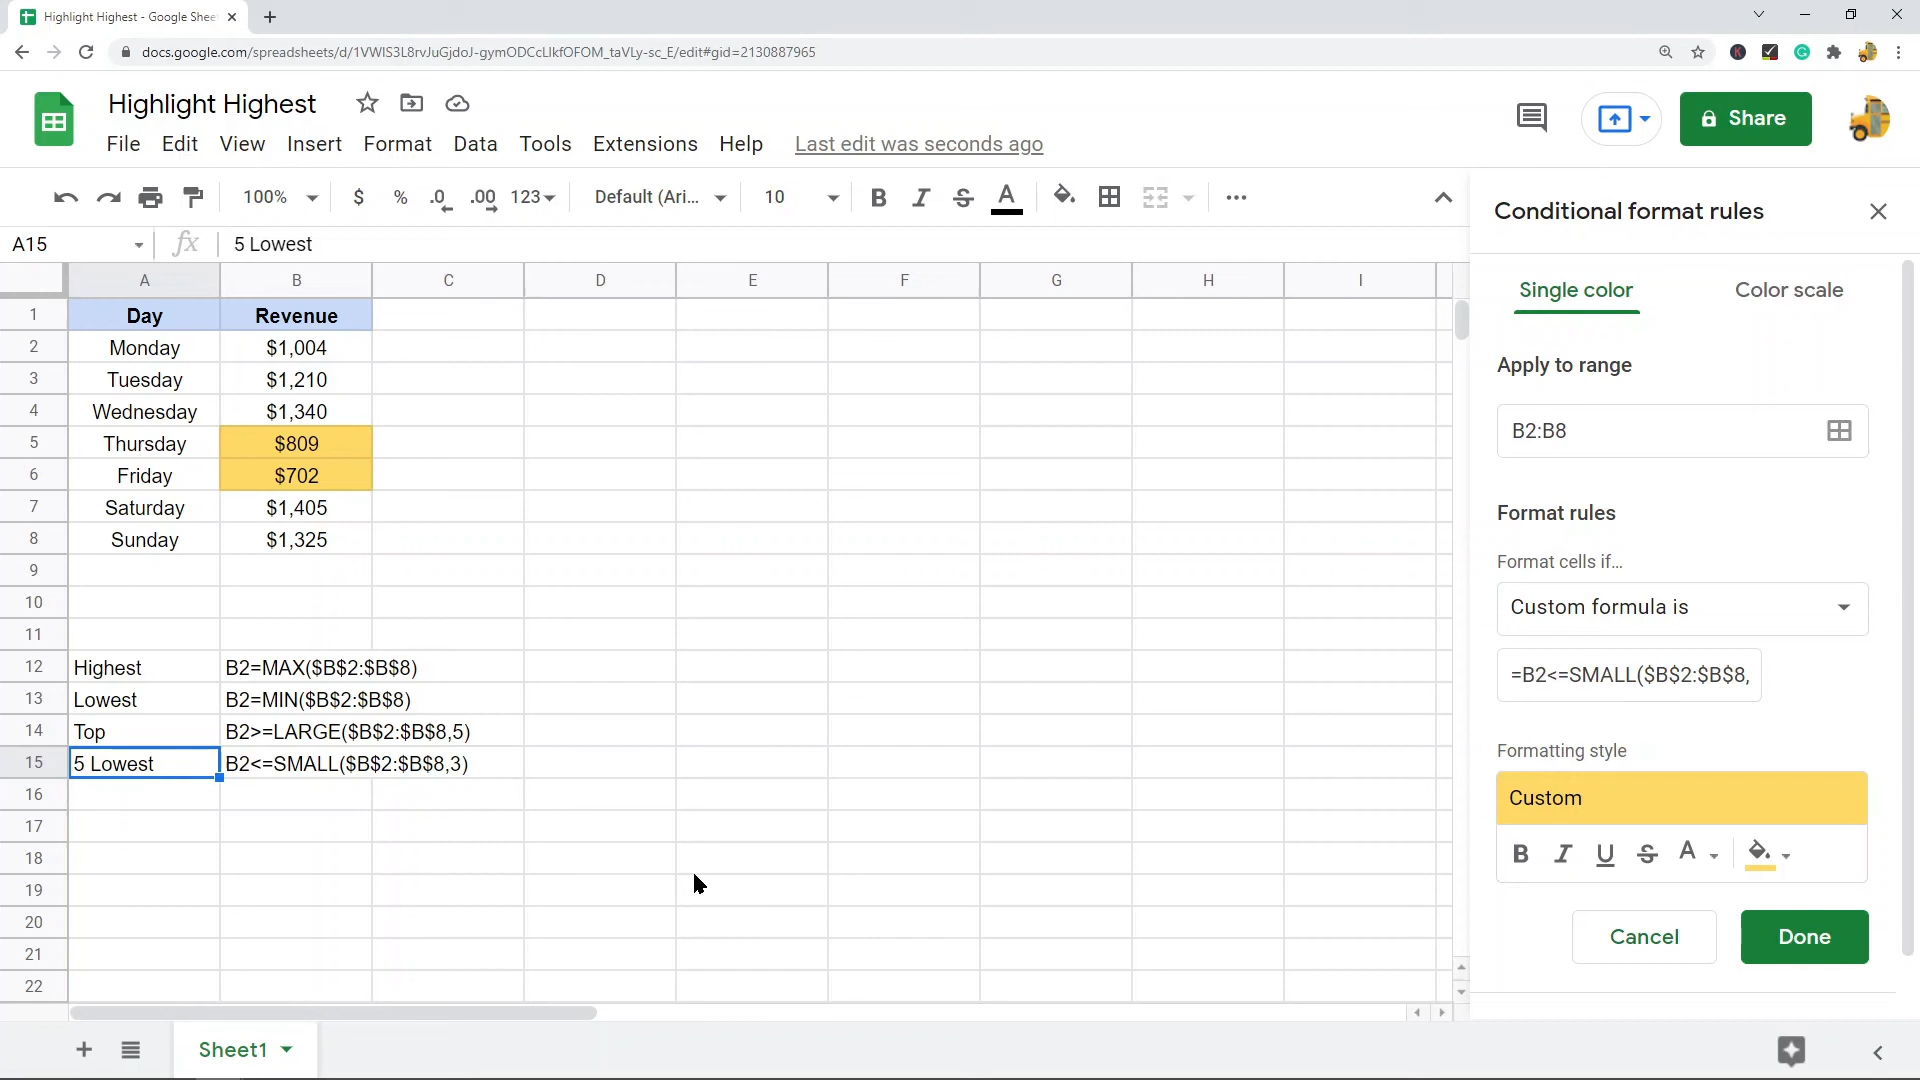 Highlight Highest - Google Shee
docs.google.com/spreadsheets/d/1VWIS3L8rvJuGjdoJ-gymODCcLlkfOFOM_taVLy-sc_E/edit#gid=2130887965
Highlight Highest
Share
File Edit View Insert Format Data Tools Extensions Help Last edit was seconds ago
100% $ % .0 .00 123 Default (Ari... 10 B I S A
A15 fx 5 Lowest
A B C D E F G H I
1 Day Revenue
2 Monday $1,004
3 Tuesday $1,210
4 Wednesday $1,340
5 Thursday $809
6 Friday $702
7 Saturday $1,405
8 Sunday $1,325
9
10
11
12 Highest B2=MAX($B$2:$B$8)
13 Lowest B2=MIN($B$2:$B$8)
14 Top B2>=LARGE($B$2:$B$8,5)
15 5 Lowest B2<=SMALL($B$2:$B$8,3)
16
17
18
19
20
21
22
Sheet1
Conditional format rules
Single color Color scale
Apply to range
B2:B8
Format rules
Format cells if…
Custom formula is
=B2<=SMALL($B$2:$B$8,
Formatting style
Custom
B I U S A
Cancel Done